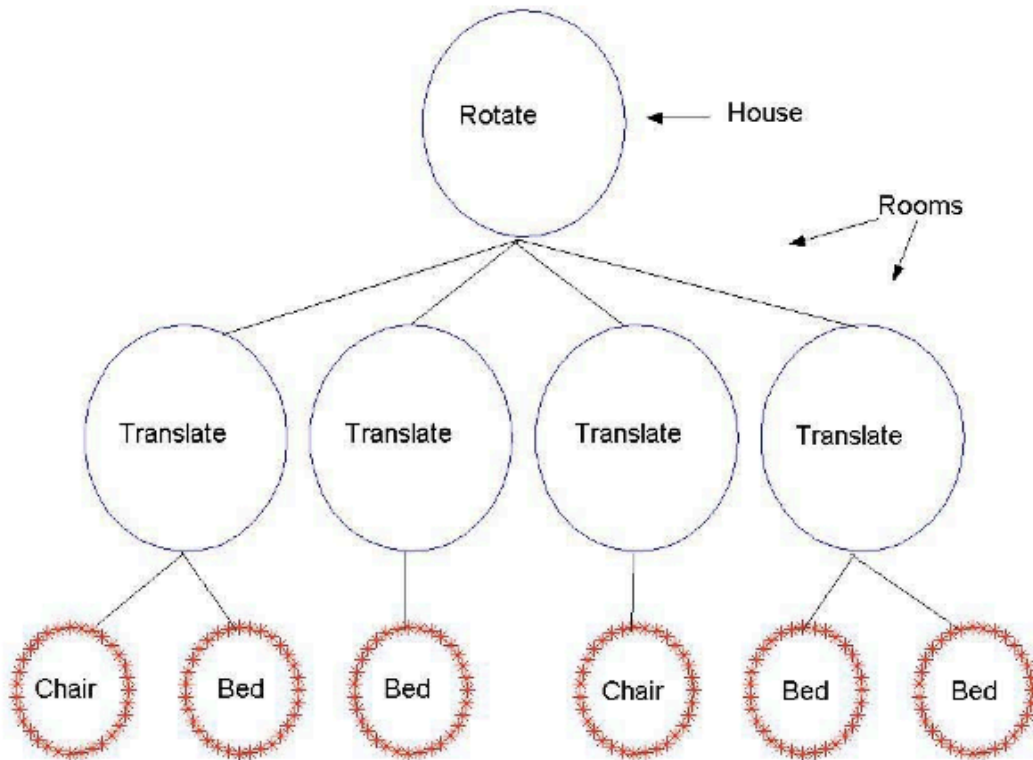 Rotate
House
Rooms
Translate
Translate
Translate
Translate
Chair
Bed
Bed
Chair
Bed
Bed